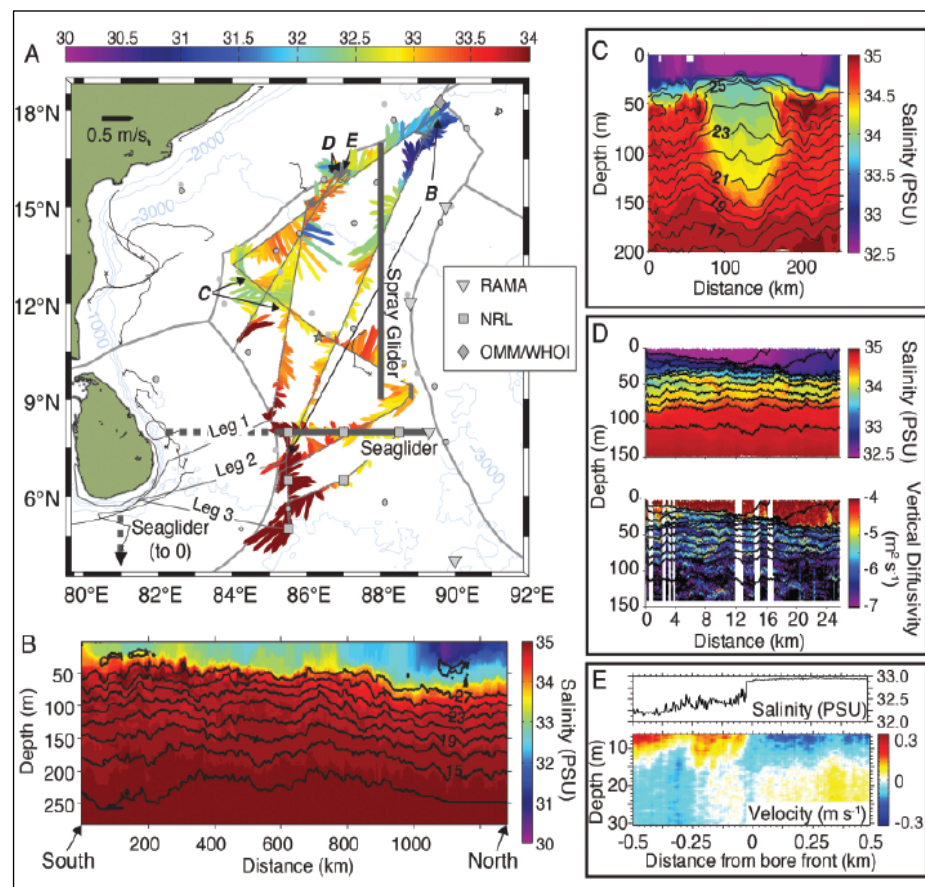 A
30 30.5 31 31.5 32 32.5 33 33.5 34
18°N
15°N
12°N
9°N
6°N
0.5 m/s
-2000
-3000
-1000
-3000
D E
B
C
Spray Glider
RAMA
NRL
OMM/WHOI
Leg 1
Leg 2
Leg 3
Seaglider
Seaglider
(to 0)
80°E 82°E 84°E 86°E 88°E 90°E 92°E
B
Depth (m)
50
100
150
200
250
27
23
19
15
0 200 400 600 800 1000
Distance (km)
South
North
35
34
33
32
31
30
Salinity (PSU)
C
Depth (m)
0
50
100
150
200
25
23
21
19
17
0 100 200
Distance (km)
35
34.5
34
33.5
33
32.5
Salinity (PSU)
D
0
50
100
150
35
34.5
34
33.5
33
32.5
Salinity (PSU)
Depth (m)
0
50
100
150
0 4 8 12 16 20 24
Distance (km)
-4
-5
-6
-7
Vertical Diffusivity
(m² s⁻¹)
E
33.0
32.5
32.0
Salinity (PSU)
Depth (m)
10
20
30
0.3
0
-0.3
Velocity (m s⁻¹)
-0.5 -0.25 0 0.25 0.5
Distance from bore front (km)